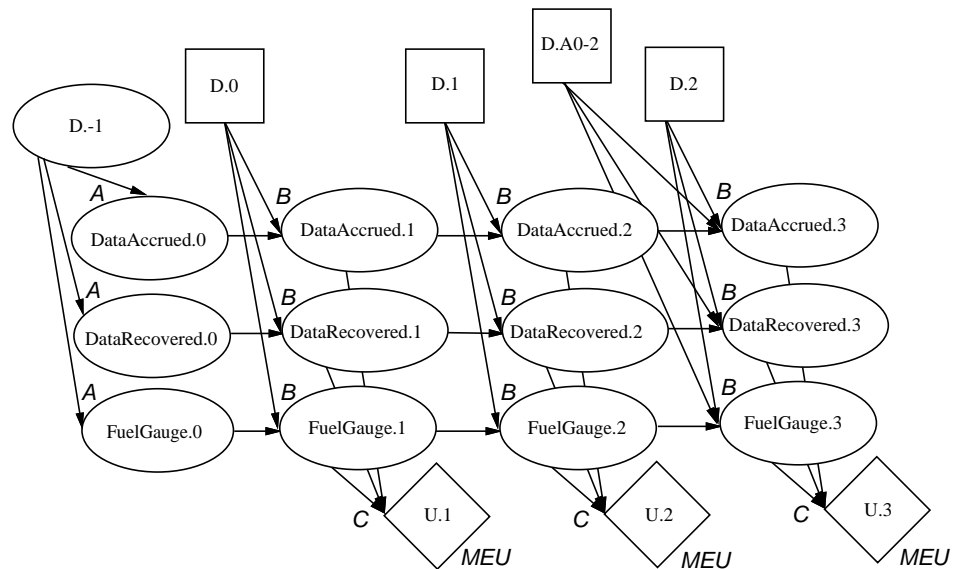 D.A0-2
D.0
D.1
D.2
D.-1
A
B
B
B
DataAccrued.0
DataAccrued.1
DataAccrued.2
DataAccrued.3
A
B
B
B
DataRecovered.0
DataRecovered.1
DataRecovered.2
DataRecovered.3
A
B
B
B
FuelGauge.0
FuelGauge.1
FuelGauge.2
FuelGauge.3
C
U.1
C
U.2
C
U.3
MEU
MEU
MEU